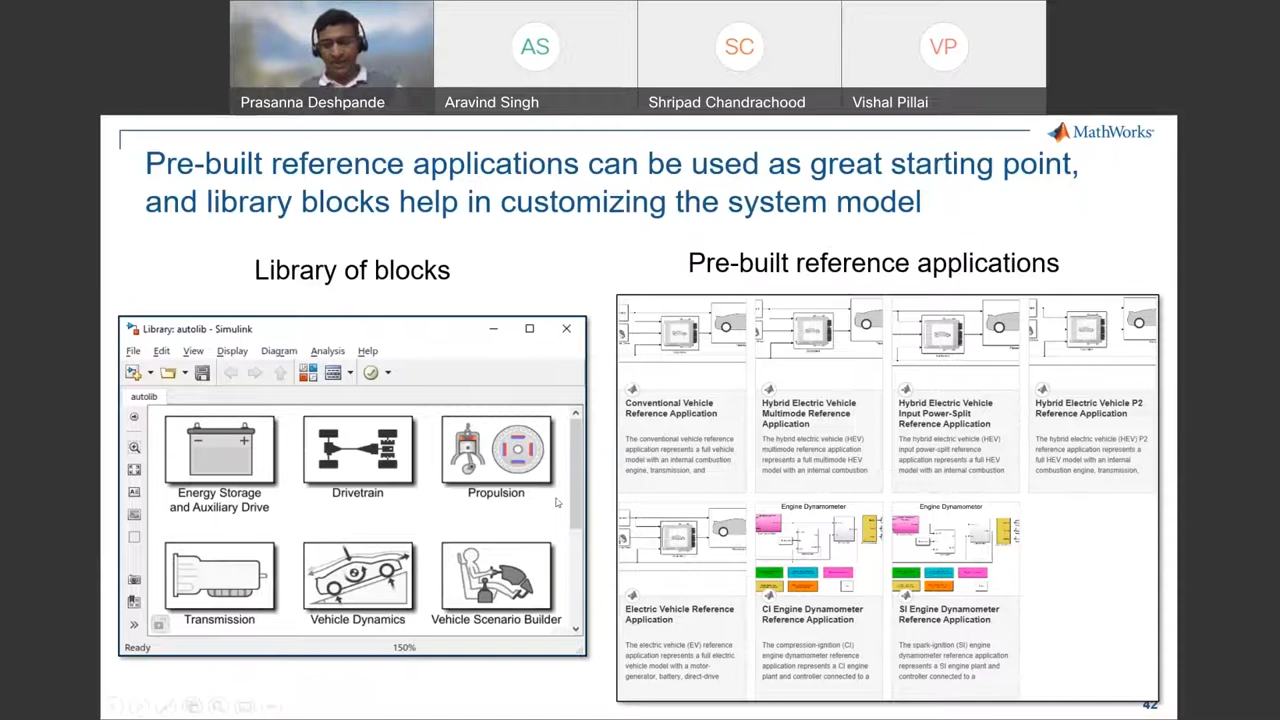 AS
SC
VP
Prasanna Deshpande
Aravind Singh
Shripad Chandrachood
Vishal Pillai
MathWorks
Pre-built reference applications can be used as great starting point,
and library blocks help in customizing the system model
Library of blocks
Pre-built reference applications
Library: autolib - Simulink
File Edit View Display Diagram Analysis Help
autolib
Energy Storage
and Auxiliary Drive
Drivetrain
Propulsion
Transmission
Vehicle Dynamics
Vehicle Scenario Builder
Ready
150%
Conventional Vehicle
Reference Application
The conventional vehicle reference
application represents a full vehicle
model with an internal combustion
engine, transmission, and
Hybrid Electric Vehicle
Multimode Reference
Application
The hybrid electric vehicle (HEV)
multimode reference application
represents a full multimode HEV
model with an internal combustion
Hybrid Electric Vehicle
Input Power-Split
Reference Application
The hybrid electric vehicle (HEV)
input power-split reference
application represents a full HEV
model with an internal combustion
Hybrid Electric Vehicle P2
Reference Application
The hybrid electric vehicle (HEV) P2
reference application represents a
full HEV model with an internal
combustion engine, transmission,
Electric Vehicle Reference
Application
The electric vehicle (EV) reference
application represents a full electric
vehicle model with a motor-
generator, battery, direct-drive
Engine Dynamometer
CI Engine Dynamometer
Reference Application
The compression-ignition (CI)
engine dynamometer reference
application represents a CI engine
plant and controller connected to a
Engine Dynamometer
SI Engine Dynamometer
Reference Application
The spark-ignition (SI) engine
dynamometer reference application
represents a SI engine plant and
controller connected to a
42